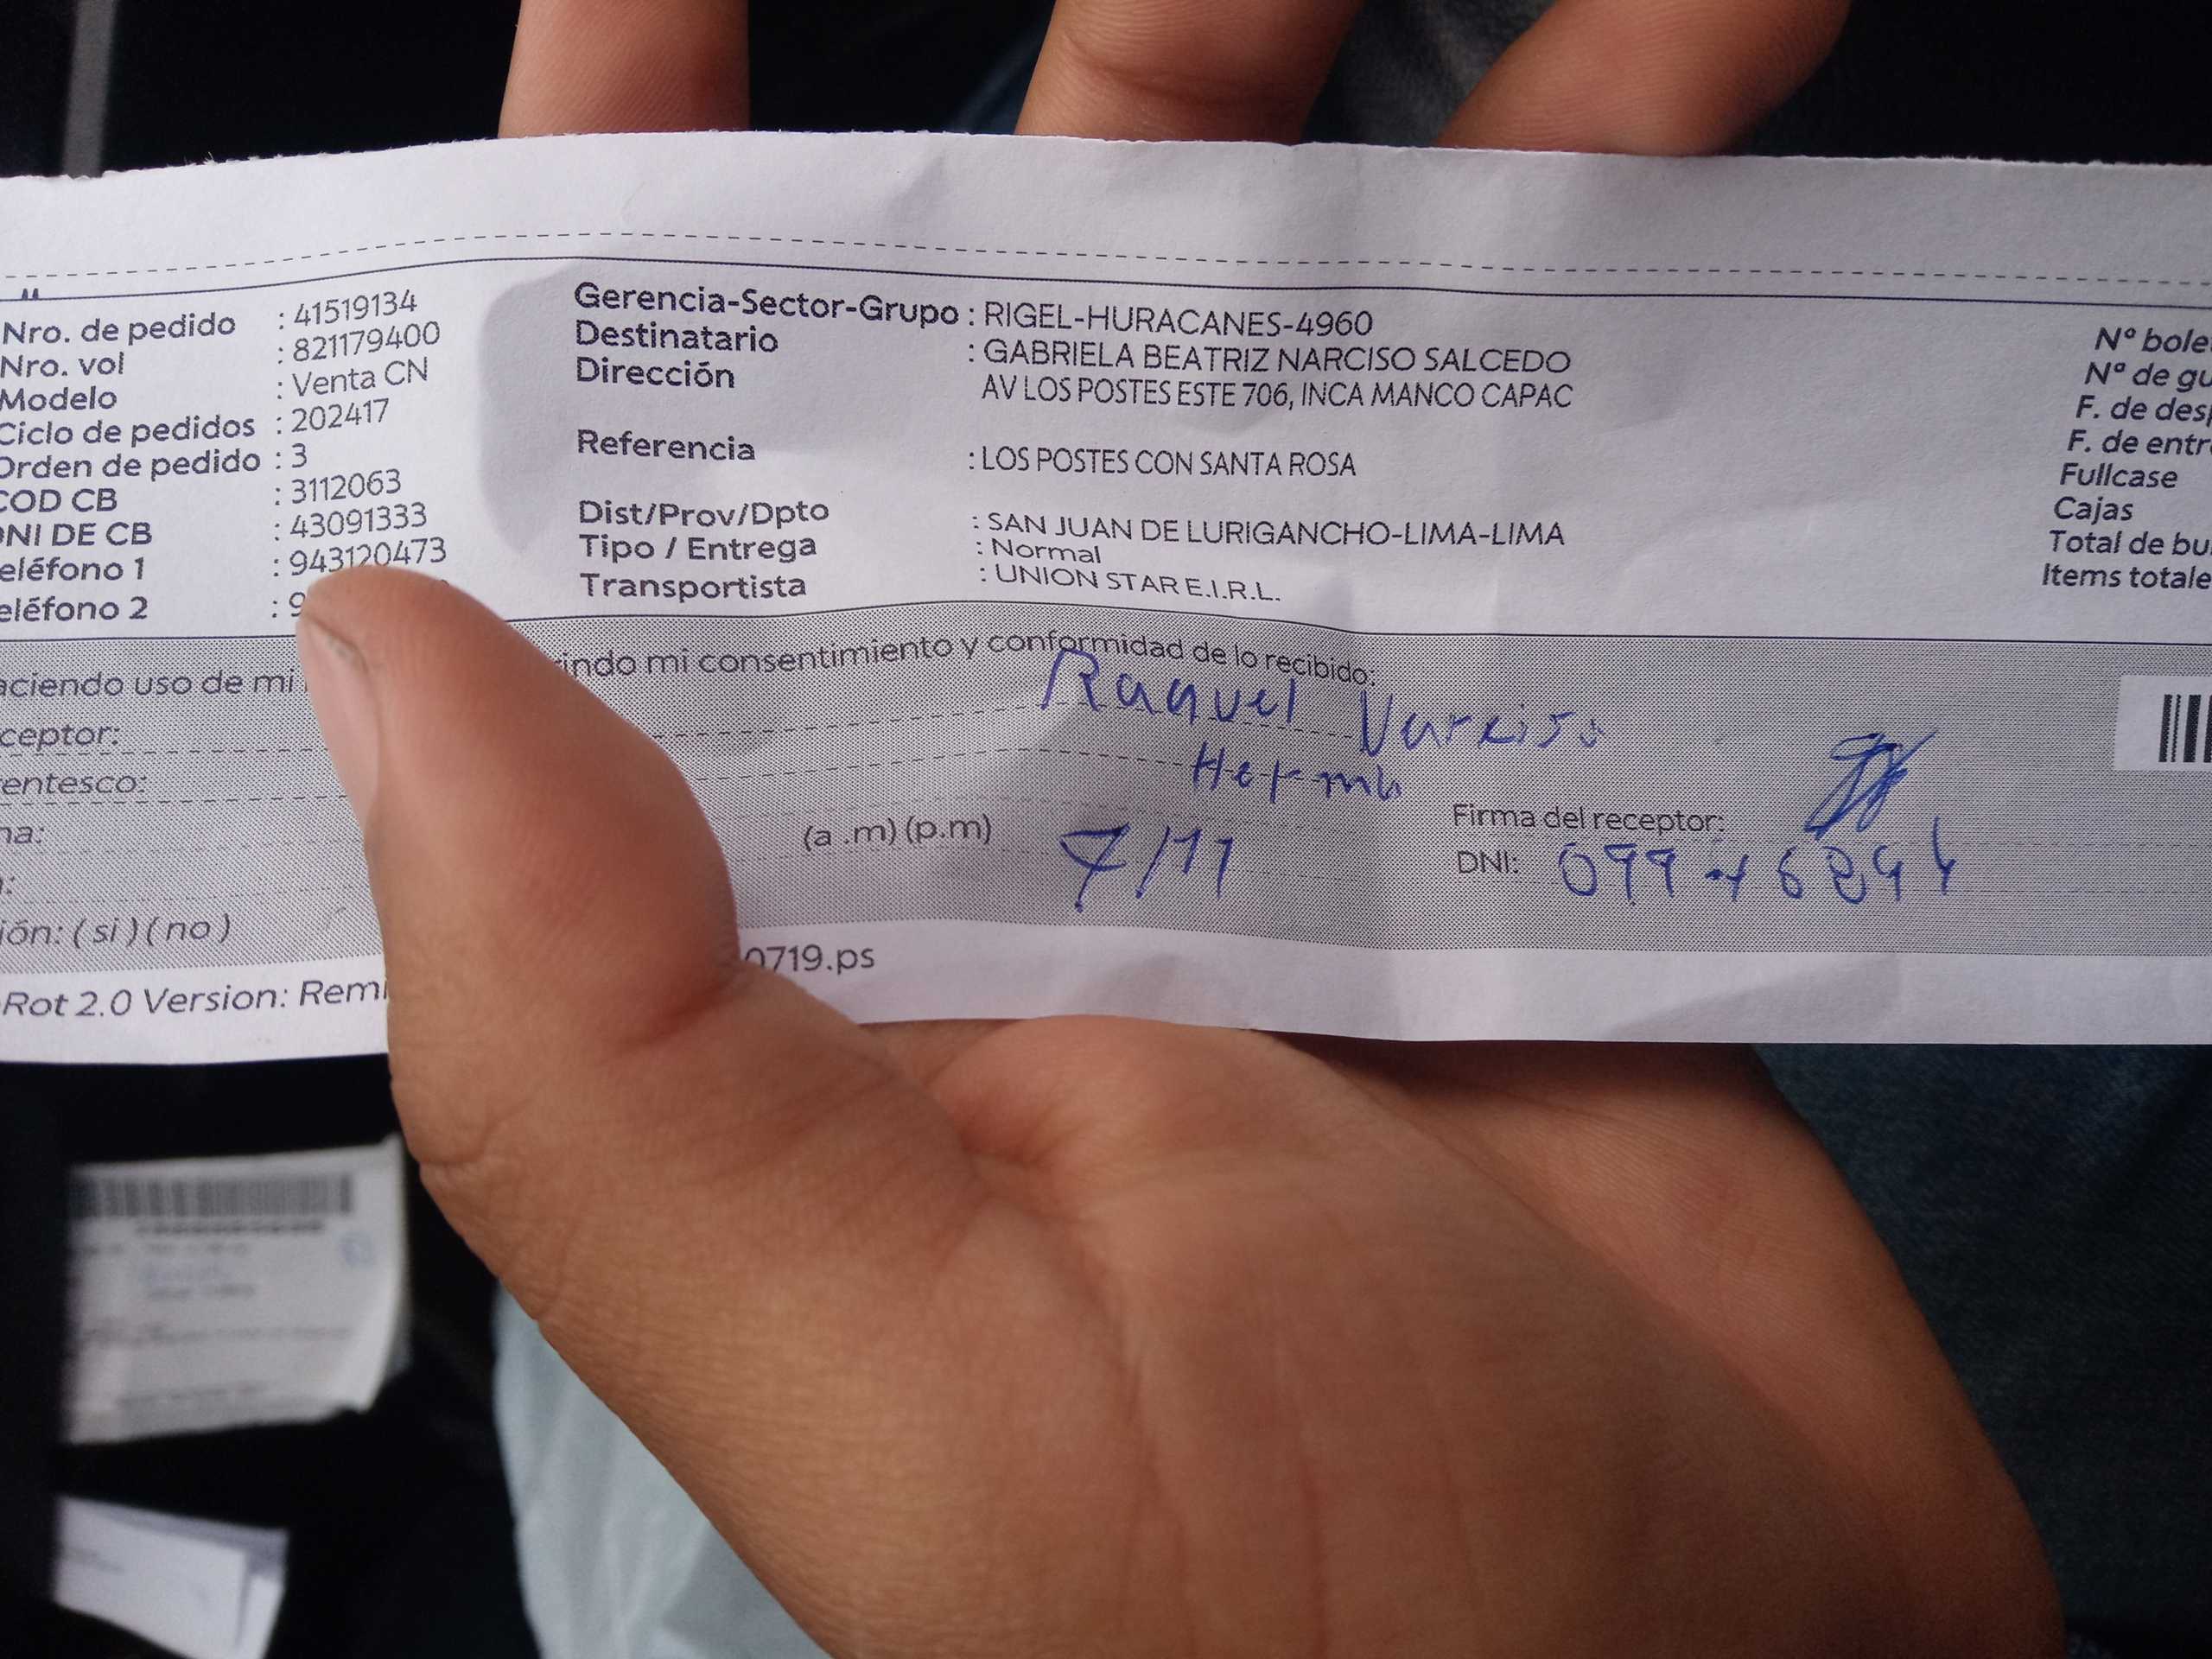 Nro. de pedido : 41519134
Nro. vol : 821179400
Modelo : Venta CN
Ciclo de pedidos : 202417
Orden de pedido : 3
COD CB : 3112063
DNI DE CB : 43091333
eléfono 1 : 943120473
eléfono 2 : 9
Gerencia-Sector-Grupo : RIGEL-HURACANES-4960
Destinatario : GABRIELA BEATRIZ NARCISO SALCEDO
Dirección AV LOS POSTES ESTE 706, INCA MANCO CAPAC
Referencia : LOS POSTES CON SANTA ROSA
Dist/Prov/Dpto : SAN JUAN DE LURIGANCHO-LIMA-LIMA
Tipo / Entrega : Normal
Transportista : UNION STAR E.I.R.L.
Nº bole
Nº de gu
F. de des
F. de entr
Fullcase
Cajas
Total de bu
Items totale
aciendo uso de mi indo mi consentimiento y conformidad de lo recibido:
ceptor: Raquel
entesco:
na: (a .m) (p.m) 7/11
Firma del receptor:
DNI:
ión: ( si ) ( no )
0719.ps
Rot 2.0 Version: Remi